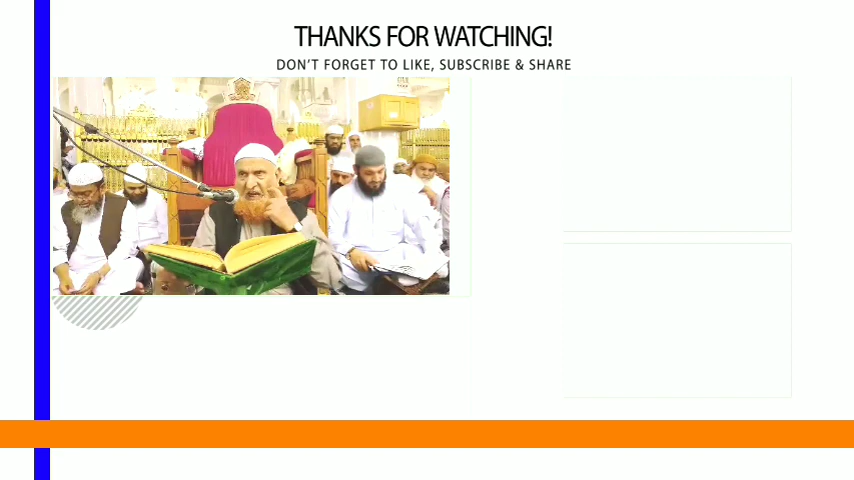 THANKS FOR WATCHING!
DON'T FORGET TO LIKE, SUBSCRIBE & SHARE